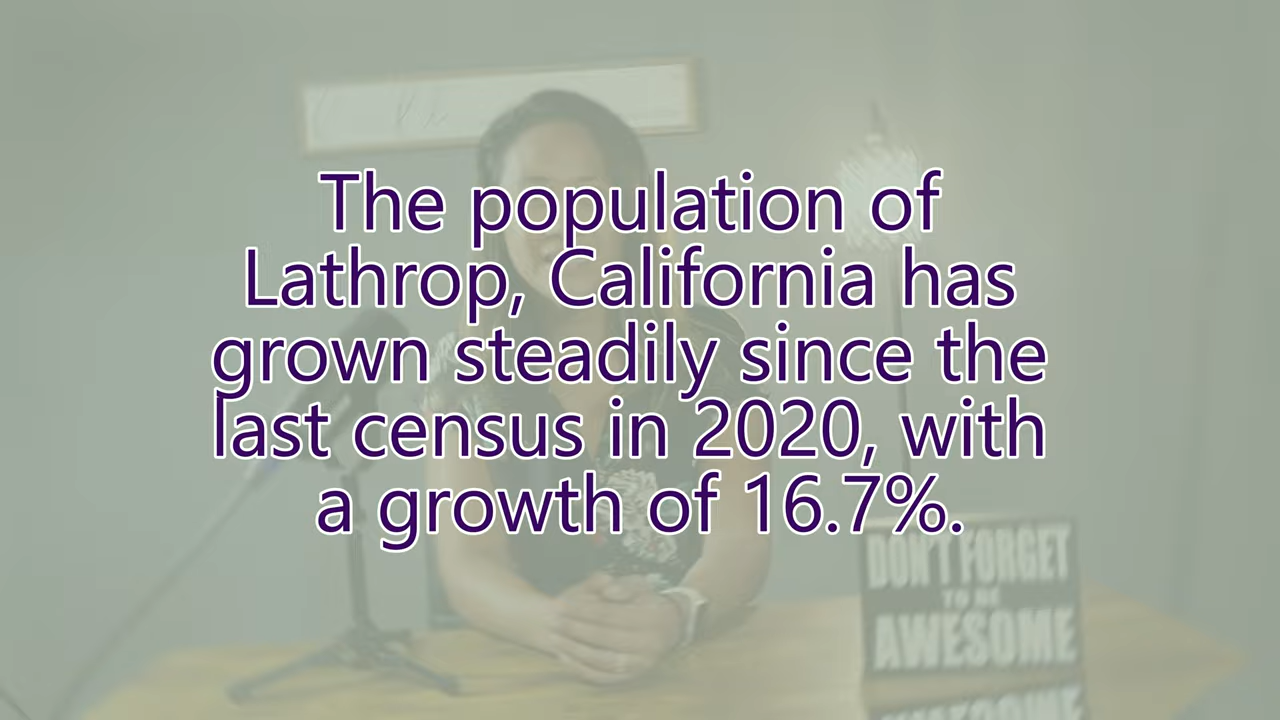 The population of
Lathrop, California has
grown steadily since the
last census in 2020, with
a growth of 16.7%.
DON'T FORGET
TO BE
AWESOME
AWESOME